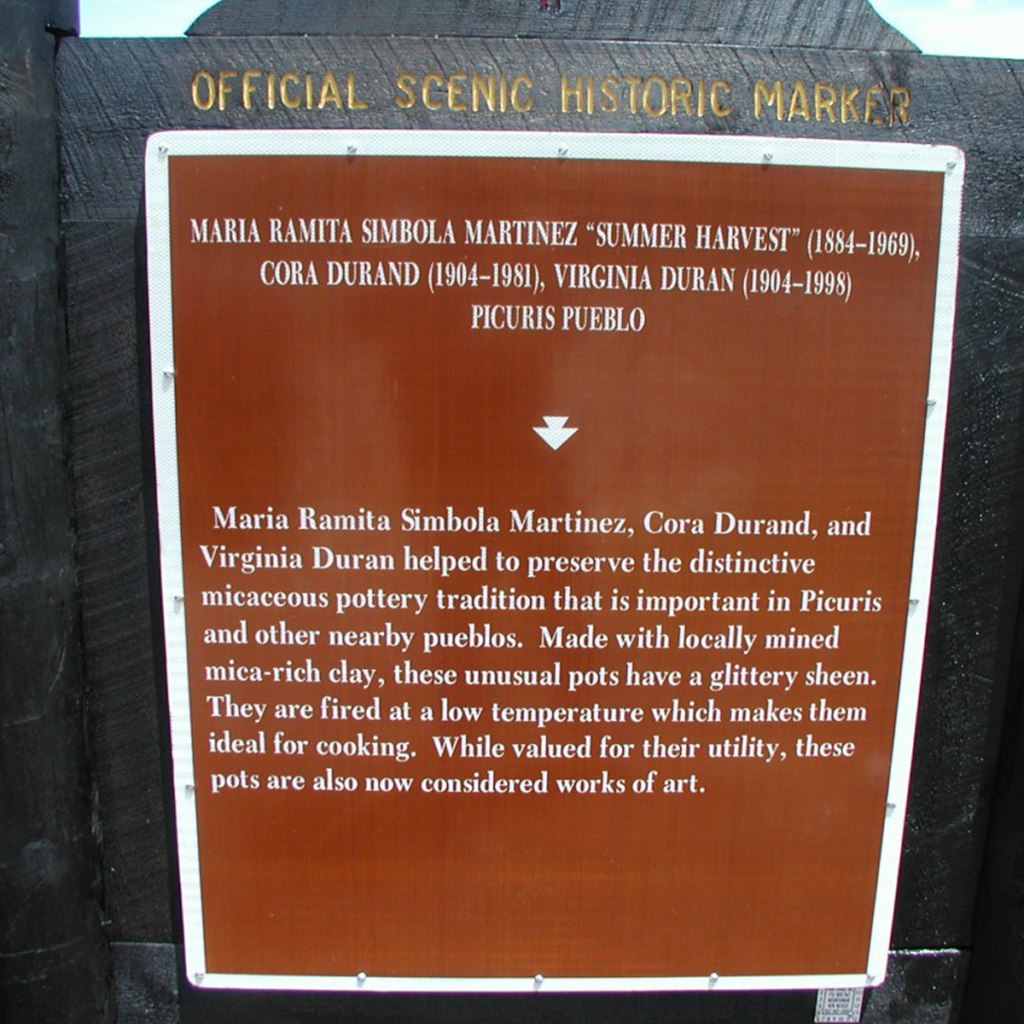 OFFICIAL SCENIC HISTORIC MARKER
MARIA RAMITA SIMBOLA MARTINEZ “SUMMER HARVEST” (1884–1969),
CORA DURAND (1904–1981), VIRGINIA DURAN (1904–1998)
PICURIS PUEBLO
Maria Ramita Simbola Martinez, Cora Durand, and
Virginia Duran helped to preserve the distinctive
micaceous pottery tradition that is important in Picuris
and other nearby pueblos.  Made with locally mined
mica-rich clay, these unusual pots have a glittery sheen.
They are fired at a low temperature which makes them
ideal for cooking.  While valued for their utility, these
pots are also now considered works of art.